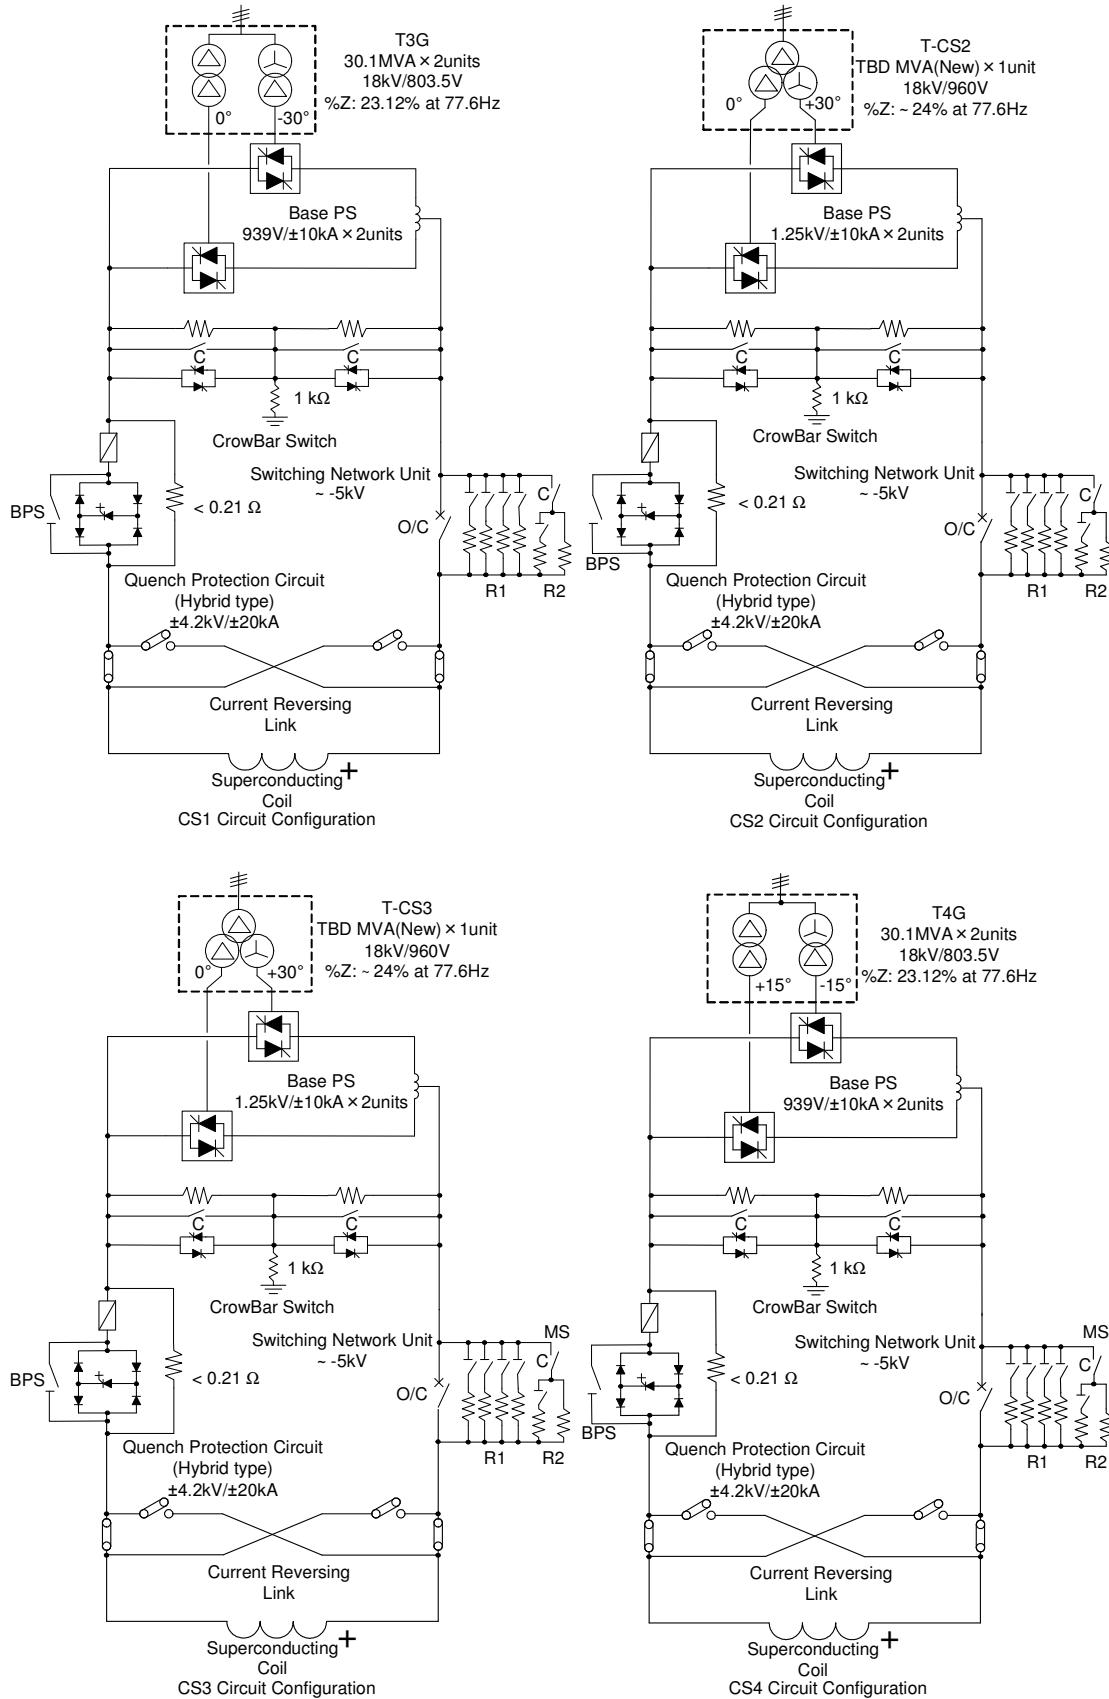 T3G
30.1MVA×2units
18kV/803.5V
%Z: 23.12% at 77.6Hz
0°
-30°
Base PS
939V/±10kA×2units
C
C
1 kΩ
CrowBar Switch
Switching Network Unit
~ -5kV
BPS
+
< 0.21 Ω
C
O/C
R1
R2
Quench Protection Circuit
(Hybrid type)
±4.2kV/±20kA
Current Reversing
Link
Superconducting
+
Coil
CS1 Circuit Configuration
T-CS2
TBD MVA(New)×1unit
18kV/960V
%Z: ~ 24% at 77.6Hz
0°
+30°
Base PS
1.25kV/±10kA×2units
C
C
1 kΩ
CrowBar Switch
Switching Network Unit
~ -5kV
BPS
+
< 0.21 Ω
C
O/C
R1
R2
Quench Protection Circuit
(Hybrid type)
±4.2kV/±20kA
Current Reversing
Link
Superconducting
+
Coil
CS2 Circuit Configuration
T-CS3
TBD MVA(New)×1unit
18kV/960V
%Z: ~ 24% at 77.6Hz
0°
+30°
Base PS
1.25kV/±10kA×2units
C
C
1 kΩ
CrowBar Switch
Switching Network Unit
~ -5kV
MS
BPS
+
< 0.21 Ω
C
O/C
R1
R2
Quench Protection Circuit
(Hybrid type)
±4.2kV/±20kA
Current Reversing
Link
Superconducting
+
Coil
CS3 Circuit Configuration
T4G
30.1MVA×2units
18kV/803.5V
%Z: 23.12% at 77.6Hz
+15°
-15°
Base PS
939V/±10kA×2units
C
C
1 kΩ
CrowBar Switch
Switching Network Unit
~ -5kV
MS
BPS
+
< 0.21 Ω
C
O/C
R1
R2
Quench Protection Circuit
(Hybrid type)
±4.2kV/±20kA
Current Reversing
Link
Superconducting
+
Coil
CS4 Circuit Configuration